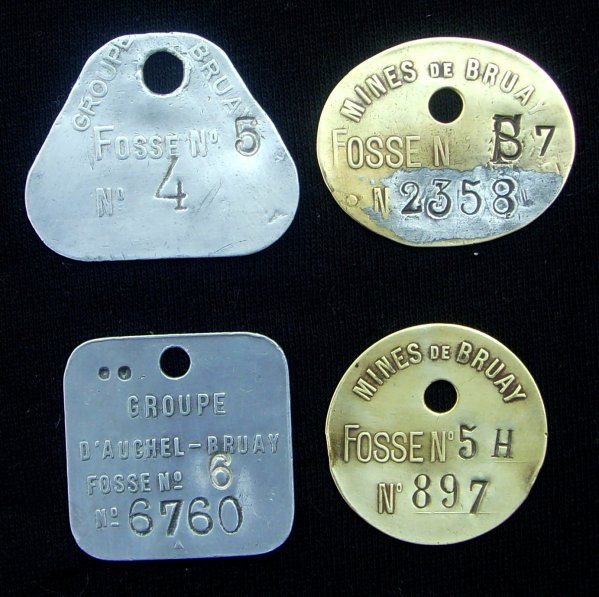 GROUPE BRUAY
FOSSE No 5
No 4
MINES DE BRUAY
FOSSE N 7
N 2358
GROUPE
D'AUCHEL-BRUAY
FOSSE No 6
No 6760
MINES DE BRUAY
FOSSE No 5 H
No 897